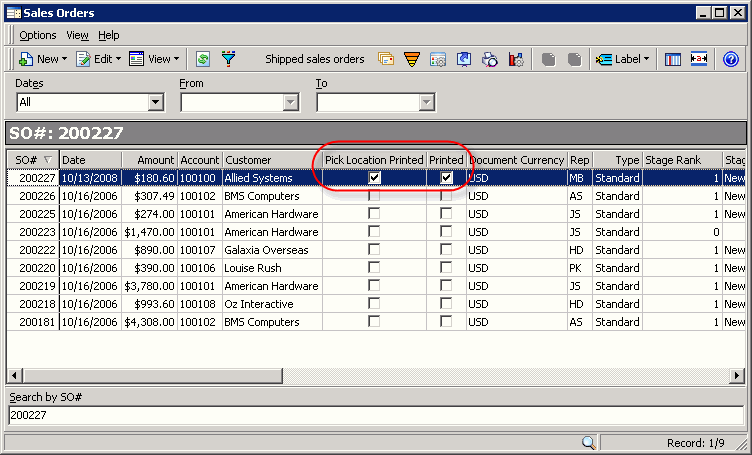 Sales Orders
Options View Help
New Edit View Shipped sales orders Label
Dates From To
All
SO#: 200227
SO# Date Amount Account Customer Pick Location Printed Printed Document Currency Rep Type Stage Rank Stag
200227 10/13/2008 $180.60 100100 Allied Systems USD MB Standard 1 New
200226 10/16/2006 $307.49 100102 BMS Computers USD AS Standard 1 New
200225 10/16/2006 $274.00 100101 American Hardware USD JS Standard 1 New
200223 10/16/2006 $1,470.00 100101 American Hardware USD JS Standard 0
200222 10/16/2006 $890.00 100107 Galaxia Overseas USD HD Standard 1 New
200220 10/16/2006 $390.00 100106 Louise Rush USD PK Standard 1 New
200219 10/16/2006 $3,780.00 100101 American Hardware USD JS Standard 1 New
200218 10/16/2006 $993.60 100108 Oz Interactive USD HD Standard 1 New
200181 10/16/2006 $4,308.00 100102 BMS Computers USD AS Standard 1 New
Search by SO#
200227
Record: 1/9